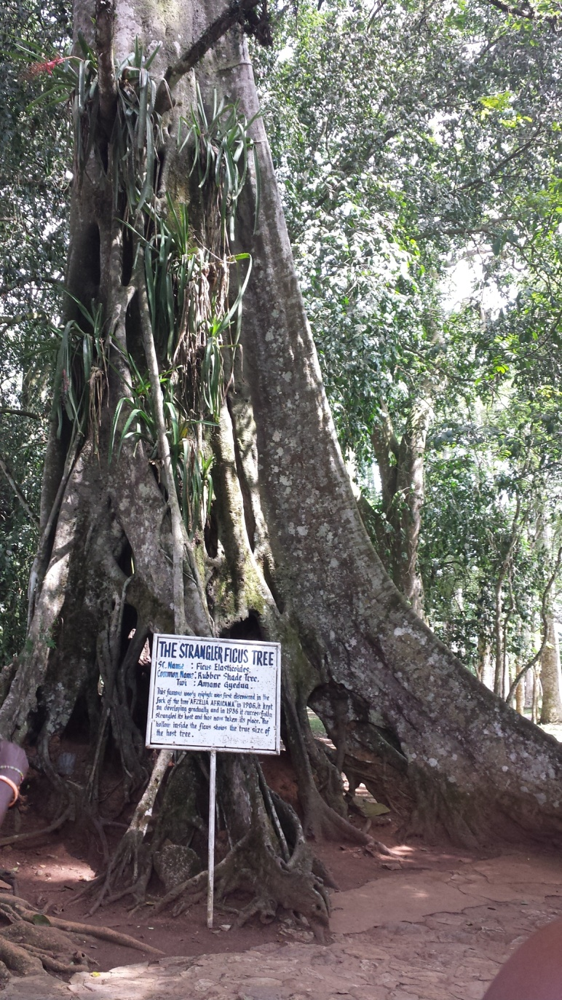 THE STRANGLER FICUS TREE
SC. Name : Ficus Elasticoides.
Common Name: Rubber Shade Tree.
Twi : Amane Gyedua.
This famous woody epiphyte was first discovered in the
fork of the tree AFZELIA AFRICANA in 1906, it kept
on developing gradually and in 1936 it successfully
strangled its host and has now taken its place. The
hollow inside the ficus shows the true size of
the host tree.